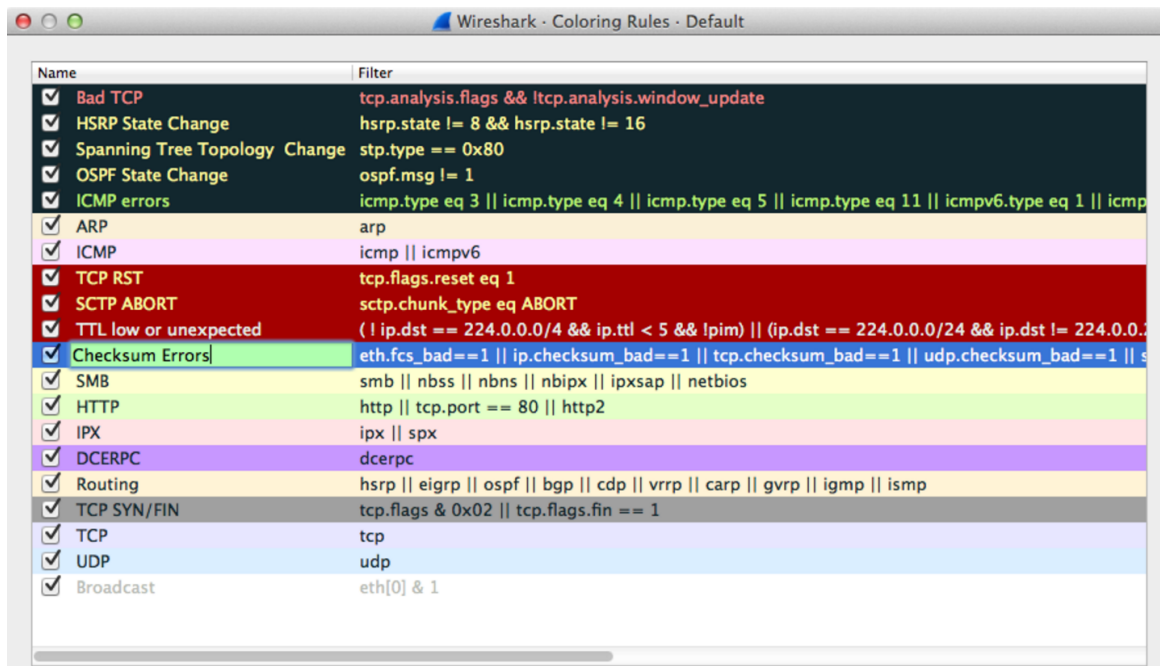 Wireshark · Coloring Rules · Default
Name Filter
Bad TCP tcp.analysis.flags && !tcp.analysis.window_update
HSRP State Change hsrp.state != 8 && hsrp.state != 16
Spanning Tree Topology  Change stp.type == 0x80
OSPF State Change ospf.msg != 1
ICMP errors icmp.type eq 3 || icmp.type eq 4 || icmp.type eq 5 || icmp.type eq 11 || icmpv6.type eq 1 || icmp
ARP arp
ICMP icmp || icmpv6
TCP RST tcp.flags.reset eq 1
SCTP ABORT sctp.chunk_type eq ABORT
TTL low or unexpected ( ! ip.dst == 224.0.0.0/4 && ip.ttl < 5 && !pim) || (ip.dst == 224.0.0.0/24 && ip.dst != 224.0.0.
Checksum Errors eth.fcs_bad==1 || ip.checksum_bad==1 || tcp.checksum_bad==1 || udp.checksum_bad==1 || s
SMB smb || nbss || nbns || nbipx || ipxsap || netbios
HTTP http || tcp.port == 80 || http2
IPX ipx || spx
DCERPC dcerpc
Routing hsrp || eigrp || ospf || bgp || cdp || vrrp || carp || gvrp || igmp || ismp
TCP SYN/FIN tcp.flags & 0x02 || tcp.flags.fin == 1
TCP tcp
UDP udp
Broadcast eth[0] & 1